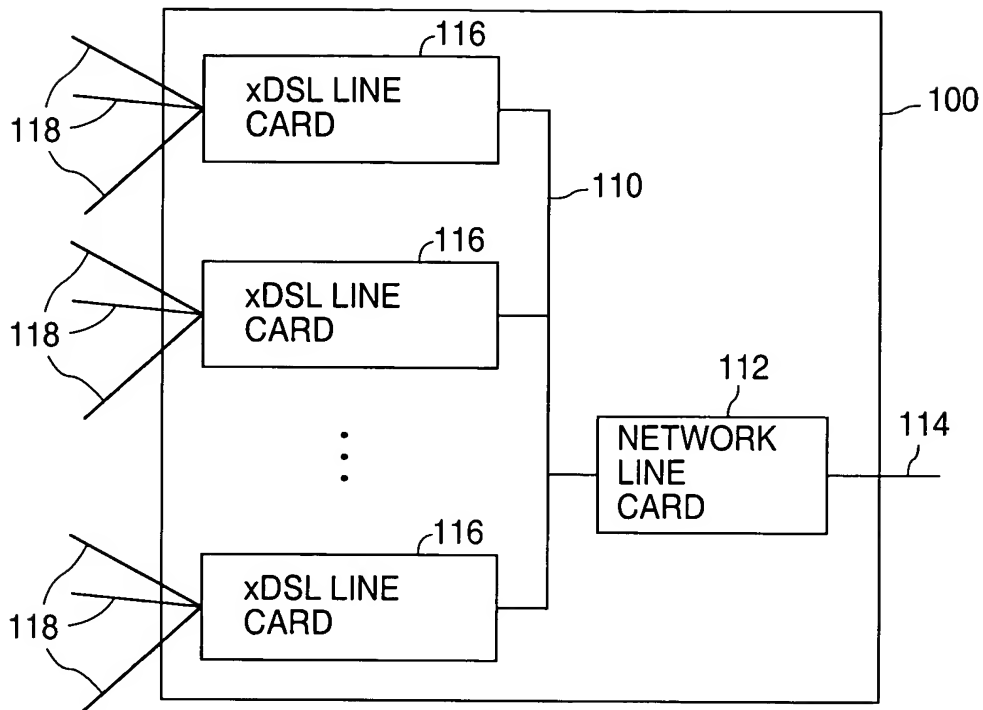 116
xDSL LINE
CARD
100
118
110
116
xDSL LINE
CARD
118
112
NETWORK
LINE
CARD
114
116
xDSL LINE
CARD
118